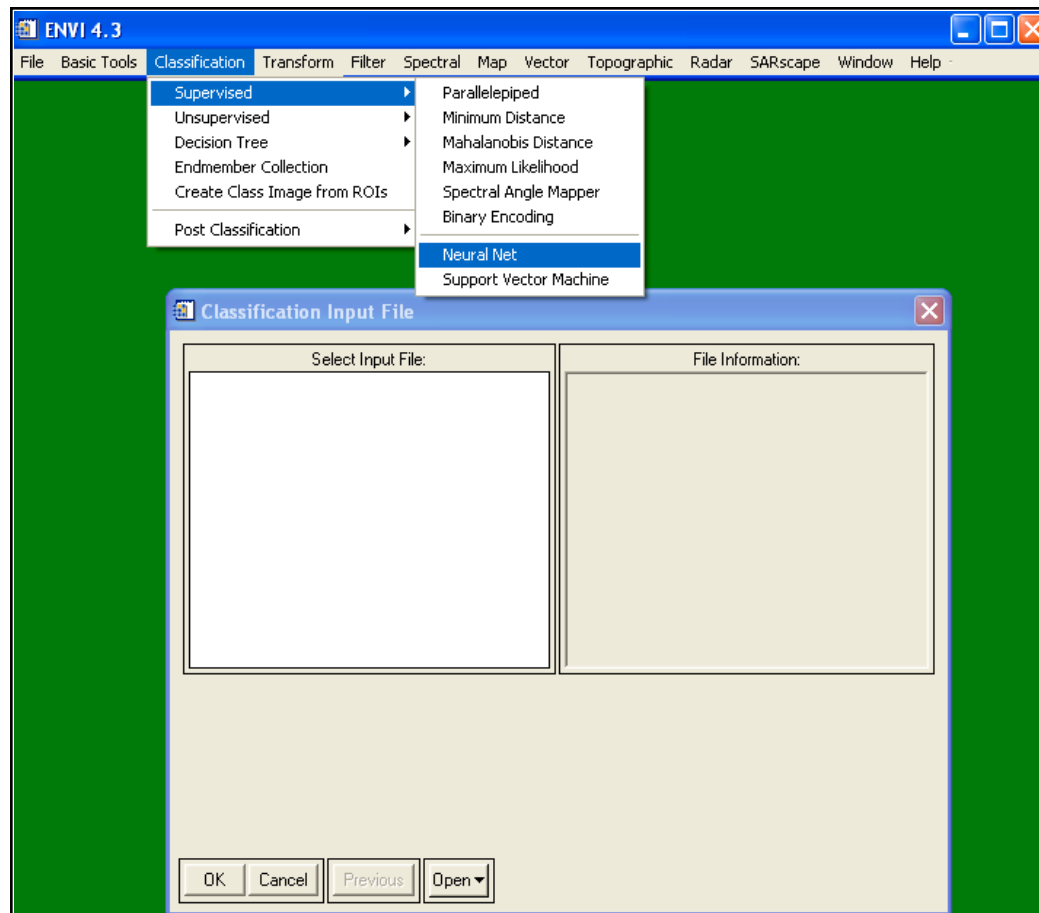 ENVI 4.3
File Basic Tools Classification Transform Filter Spectral Map Vector Topographic Radar SARscape Window Help
Supervised
Unsupervised
Decision Tree
Endmember Collection
Create Class Image from ROIs
Post Classification
Parallelepiped
Minimum Distance
Mahalanobis Distance
Maximum Likelihood
Spectral Angle Mapper
Binary Encoding
Neural Net
Support Vector Machine
Classification Input File
Select Input File:
File Information:
OK Cancel Previous Open